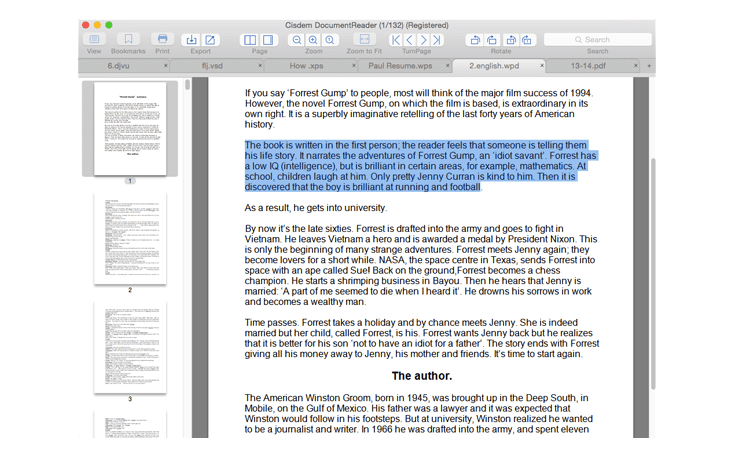 Cisdem DocumentReader (1/132) (Registered)
View Bookmarks Print Export Page Zoom Zoom to Fit TurnPage Rotate Search
Search
6.djvu × flj.vsd × How .xps × Paul Resume.wps × 2.english.wpd × 13-14.pdf × +
If you say ‘Forrest Gump’ to people, most will think of the major film success of 1994.
However, the novel Forrest Gump, on which the film is based, is extraordinary in its
own right. It is a superbly imaginative retelling of the last forty years of American
history.
The book is written in the first person; the reader feels that someone is telling them
his life story. It narrates the adventures of Forrest Gump, an ‘idiot savant’. Forrest has
a low IQ (intelligence), but is brilliant in certain areas, for example, mathematics. At
school, children laugh at him. Only pretty Jenny Curran is kind to him. Then it is
discovered that the boy is brilliant at running and football.
As a result, he gets into university.
By now it’s the late sixties. Forrest is drafted into the army and goes to fight in
Vietnam. He leaves Vietnam a hero and is awarded a medal by President Nixon. This
is only the beginning of many strange adventures. Forrest meets Jenny again; they
become lovers for a short while. NASA, the space centre in Texas, sends Forrest into
space with an ape called Sue! Back on the ground,Forrest becomes a chess
champion. He starts a shrimping business in Bayou. Then he hears that Jenny is
married: ‘A part of me seemed to die when I heard it’. He drowns his sorrows in work
and becomes a wealthy man.
Time passes. Forrest takes a holiday and by chance meets Jenny. She is indeed
married but her child, called Forrest, is his. Forrest wants Jenny back but he realizes
that it is better for his son ‘not to have an idiot for a father’. The story ends with Forrest
giving all his money away to Jenny, his mother and friends. It’s time to start again.
The author.
The American Winston Groom, born in 1945, was brought up in the Deep South, in
Mobile, on the Gulf of Mexico. His father was a lawyer and it was expected that
Winston would follow in his footsteps. But at university, Winston realized he wanted
to be a journalist and writer. In 1966 he was drafted into the army, and spent eleven
1
2
3